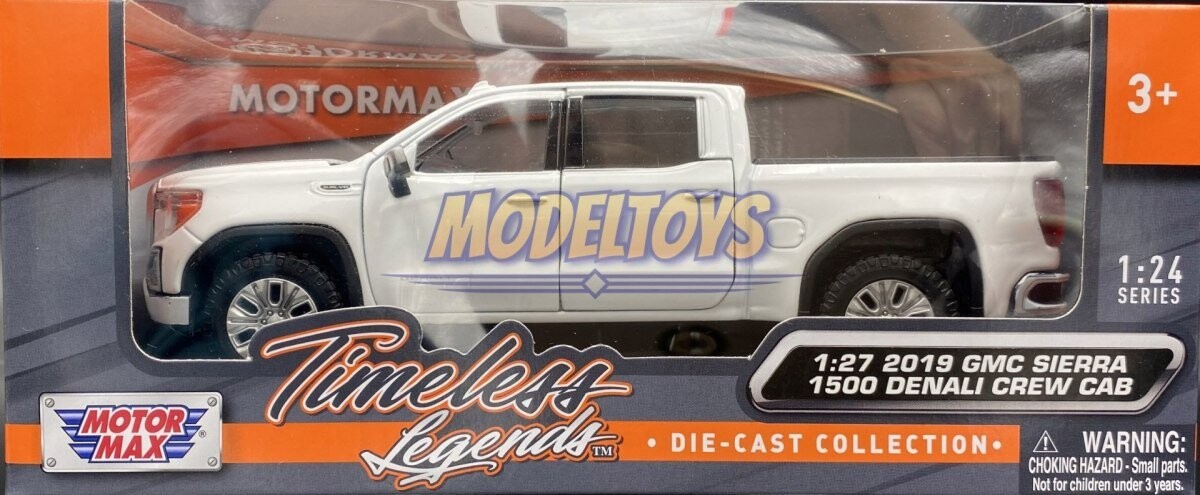 MOTORMAX
3+
MODELTOYS
1:24
SERIES
1:27 2019 GMC SIERRA
1500 DENALI CREW CAB
Timeless
Legends™
MOTOR
MAX®
• DIE-CAST COLLECTION •
⚠ WARNING:
CHOKING HAZARD - Small parts.
Not for children under 3 years.